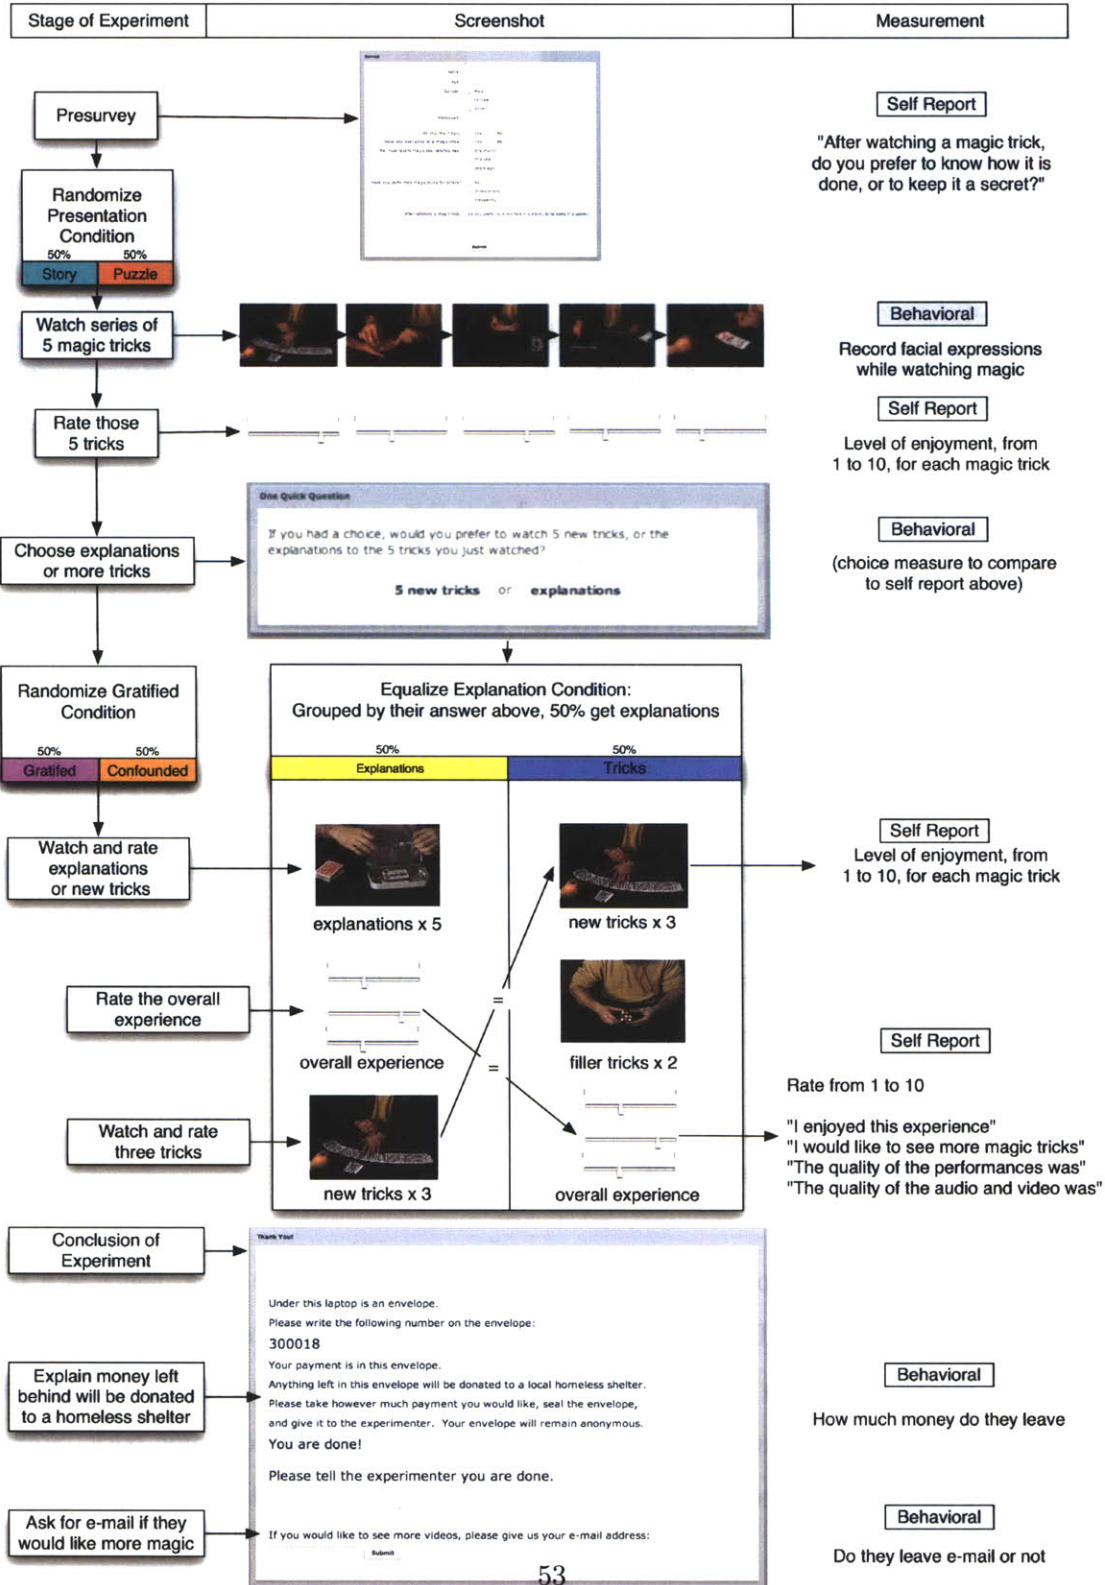 Stage of Experiment
Screenshot
Measurement
Presurvey
Self Report
"After watching a magic trick,
do you prefer to know how it is
done, or to keep it a secret?"
Submit
Randomize
Presentation
Condition
50% 50%
Story Puzzle
Watch series of
5 magic tricks
Behavioral
Record facial expressions
while watching magic
Rate those
5 tricks
Self Report
Level of enjoyment, from
1 to 10, for each magic trick
One Quick Question
If you had a choice, would you prefer to watch 5 new tricks, or the
explanations to the 5 tricks you just watched?
5 new tricks or explanations
Choose explanations
or more tricks
Behavioral
(choice measure to compare
to self report above)
Randomize Gratified
Condition
50% 50%
Gratifed Confounded
Equalize Explanation Condition:
Grouped by their answer above, 50% get explanations
50% 50%
Explanations Tricks
Watch and rate
explanations
or new tricks
explanations x 5
new tricks x 3
Self Report
Level of enjoyment, from
1 to 10, for each magic trick
Rate the overall
experience
=
=
overall experience
filler tricks x 2
Self Report
Rate from 1 to 10
"I enjoyed this experience"
"I would like to see more magic tricks"
"The quality of the performances was"
"The quality of the audio and video was"
Watch and rate
three tricks
new tricks x 3
overall experience
Conclusion of
Experiment
Thank You!
Under this laptop is an envelope.
Please write the following number on the envelope:
300018
Your payment is in this envelope.
Anything left in this envelope will be donated to a local homeless shelter.
Please take however much payment you would like, seal the envelope,
and give it to the experimenter. Your envelope will remain anonymous.
You are done!
Please tell the experimenter you are done.
Explain money left
behind will be donated
to a homeless shelter
Behavioral
How much money do they leave
Ask for e-mail if they
would like more magic
If you would like to see more videos, please give us your e-mail address:
Submit
Behavioral
Do they leave e-mail or not
53